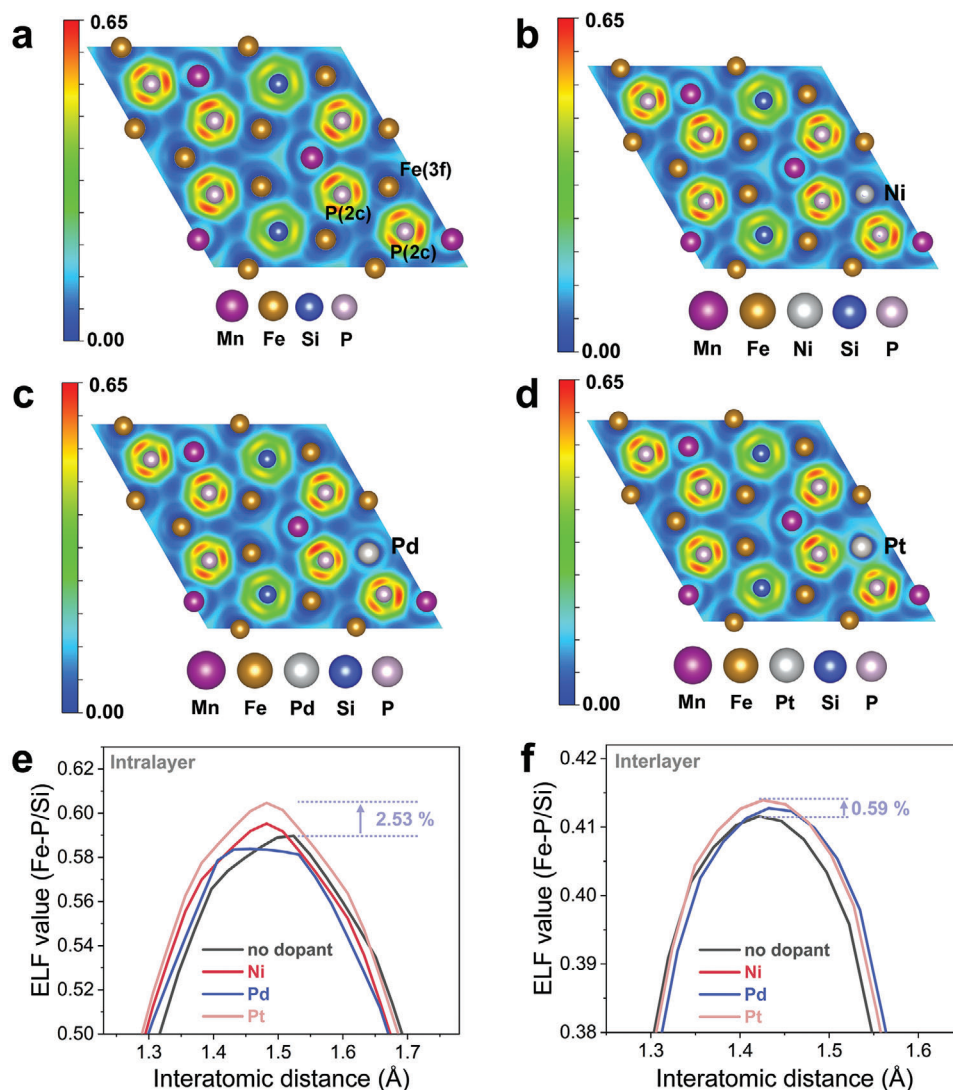 a
0.65
0.00
Fe(3f)
P(2c)
P(2c)
Mn Fe Si P
b
0.65
0.00
Ni
Mn Fe Ni Si P
c
0.65
0.00
Pd
Mn Fe Pd Si P
d
0.65
0.00
Pt
Mn Fe Pt Si P
e
Intralayer
ELF value (Fe-P/Si)
0.62
0.60
0.58
0.56
0.54
0.52
0.50
2.53 %
no dopant
Ni
Pd
Pt
1.3 1.4 1.5 1.6 1.7
Interatomic distance (Å)
f
Interlayer
ELF value (Fe-P/Si)
0.42
0.41
0.40
0.39
0.38
0.59 %
no dopant
Ni
Pd
Pt
1.3 1.4 1.5 1.6
Interatomic distance (Å)